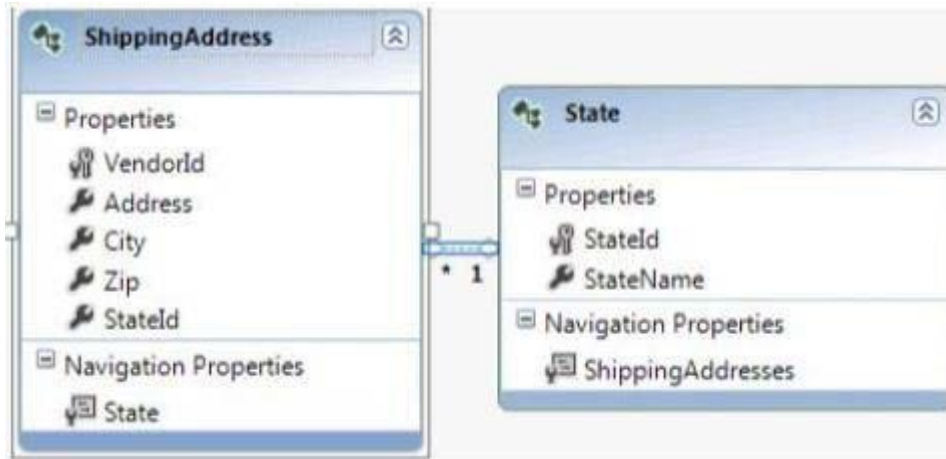 ShippingAddress
Properties
VendorId
Address
City
Zip
StateId
Navigation Properties
State
* 1
State
Properties
StateId
StateName
Navigation Properties
ShippingAddresses